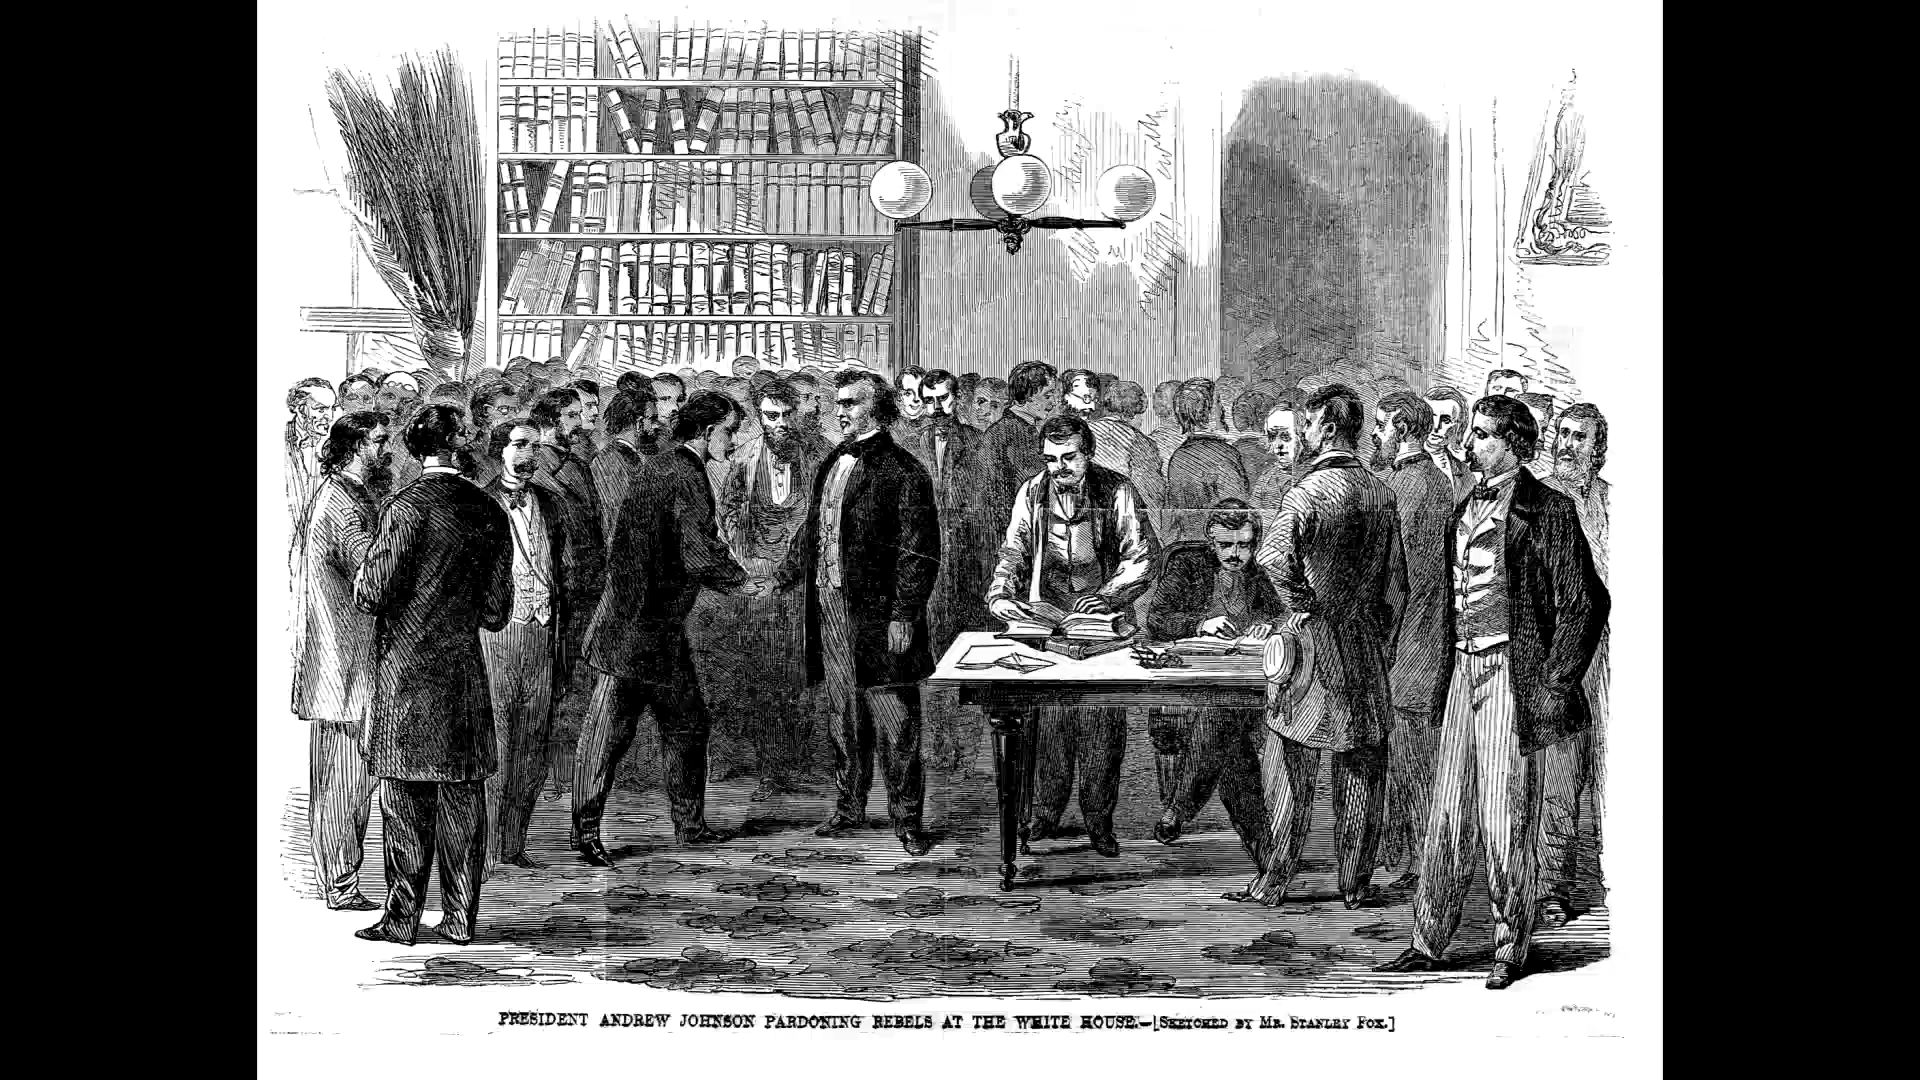 PRESIDENT ANDREW JOHNSON PARDONING REBELS AT THE WHITE HOUSE.—[SKETCHED BY MR. STANLEY FOX.]